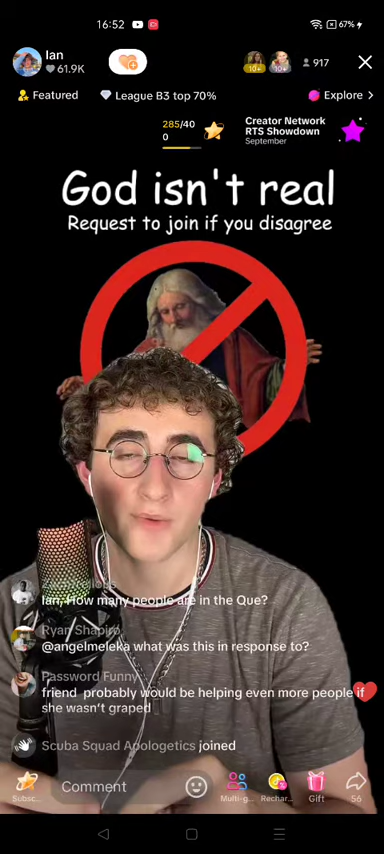 16:52
67%
Ian
61.9K
10+
10+
917
Featured
League B3 top 70%
Explore
285/40
0
Creator Network
RTS Showdown
September
God isn't real
Request to join if you disagree
Ian, How many people are in the Que?
Ryan Shapiro
@angelmeleka what was this in response to?
Password Funny
friend probably would be helping even more people if
she wasn't graped
Scuba Squad Apologetics joined
Comment
Subsc...
Multi-g...
Rechar...
Gift
56